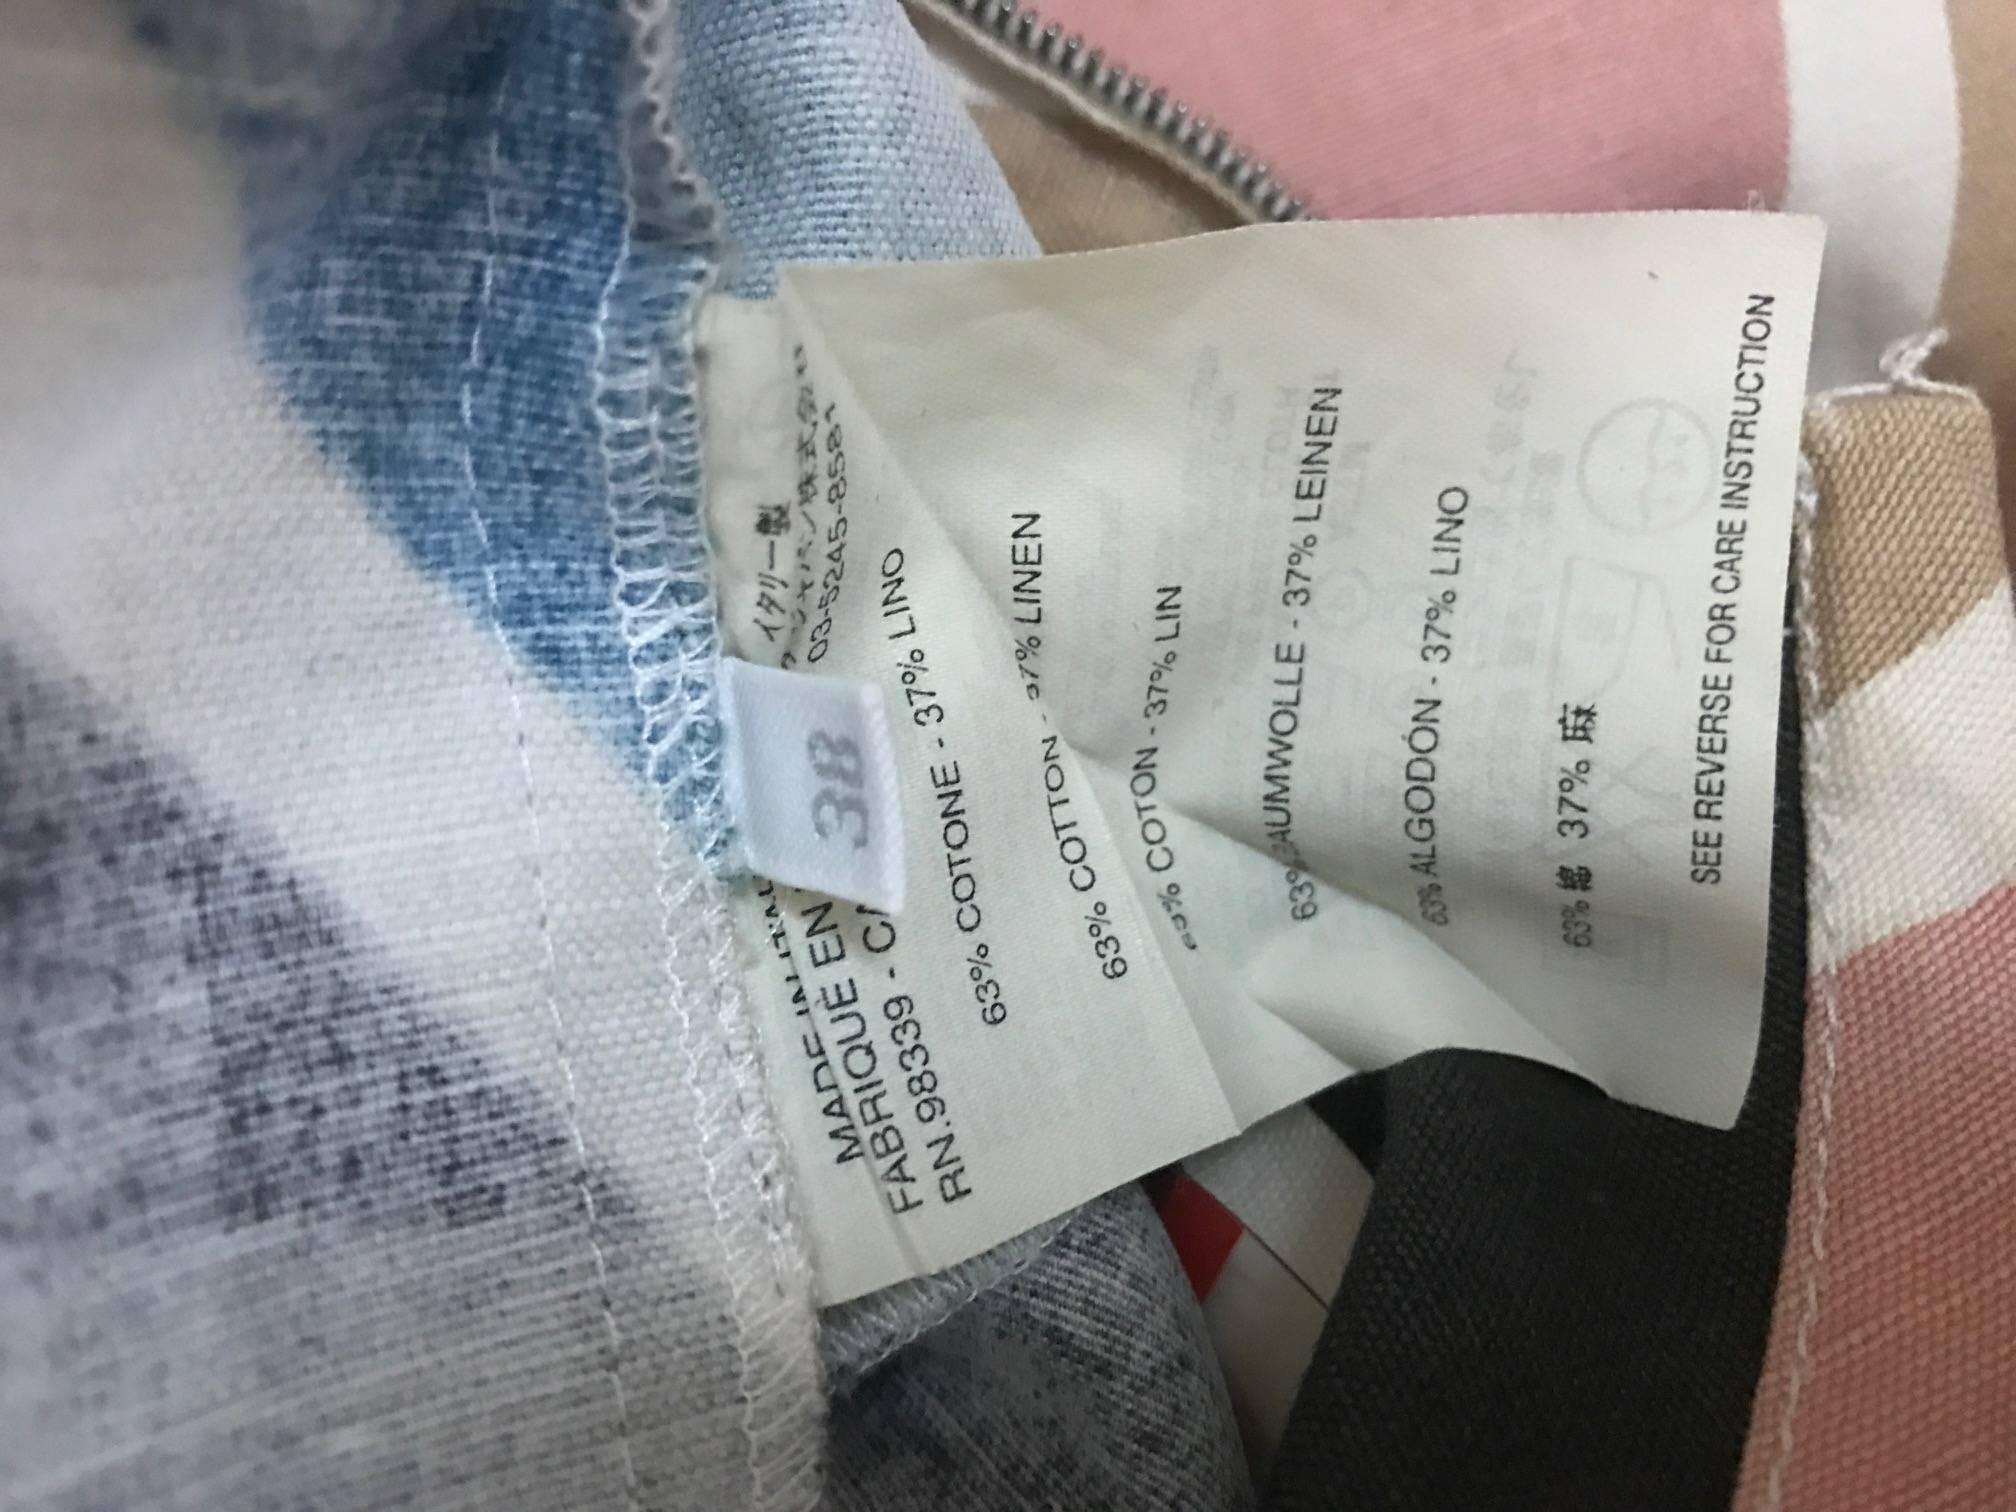 38
MADE IN
FABRIQUÉ EN
RN.98339 -
イタリー製
03-5245-8581
63% COTONE - 37% LINO
63% COTTON - 37% LINEN
63% COTON - 37% LIN
63% BAUMWOLLE - 37% LEINEN
63% ALGODÓN - 37% LINO
63% 綿 37% 麻
SEE REVERSE FOR CARE INSTRUCTION